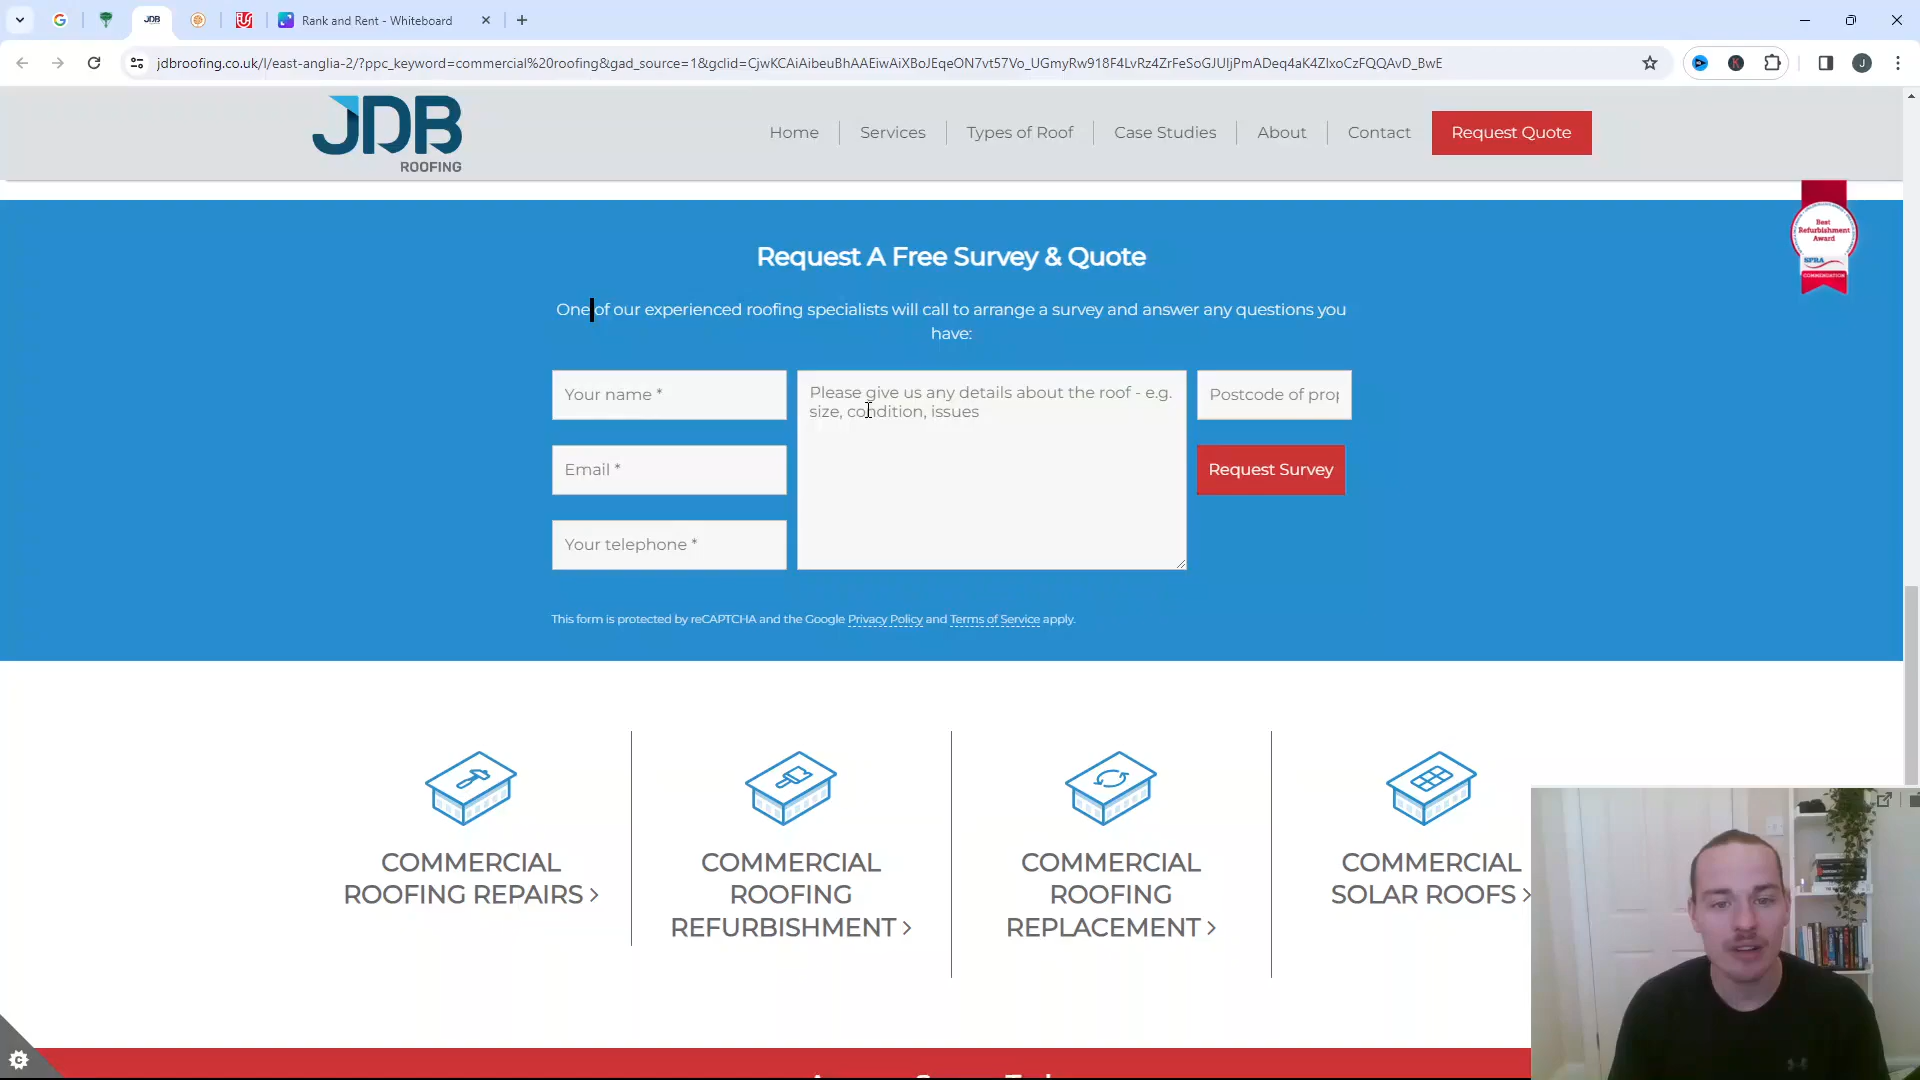 Rank and Rent - Whiteboard
jdbroofing.co.uk/l/east-anglia-2/?ppc_keyword=commercial%20roofing&gad_source=1&gclid=CjwKCAiAibeuBhAAEiwAiXBoJEqeON7vt57Vo_UGmyRw918F4LvRz4ZrFeSoGJUIjPmADeq4aK4ZIxoCzFQQAvD_BwE
JDB
ROOFING
Home
Services
Types of Roof
Case Studies
About
Contact
Request Quote
Best
Refurbishment
Award
SPRA
COMMENDATION
Request A Free Survey & Quote
One of our experienced roofing specialists will call to arrange a survey and answer any questions you
have:
Your name *
Please give us any details about the roof - e.g.
size, condition, issues
Postcode of prop
Email *
Request Survey
Your telephone *
This form is protected by reCAPTCHA and the Google Privacy Policy and Terms of Service apply.
COMMERCIAL
ROOFING REPAIRS >
COMMERCIAL
ROOFING
REFURBISHMENT >
COMMERCIAL
ROOFING
REPLACEMENT >
COMMERCIAL
SOLAR ROOFS >